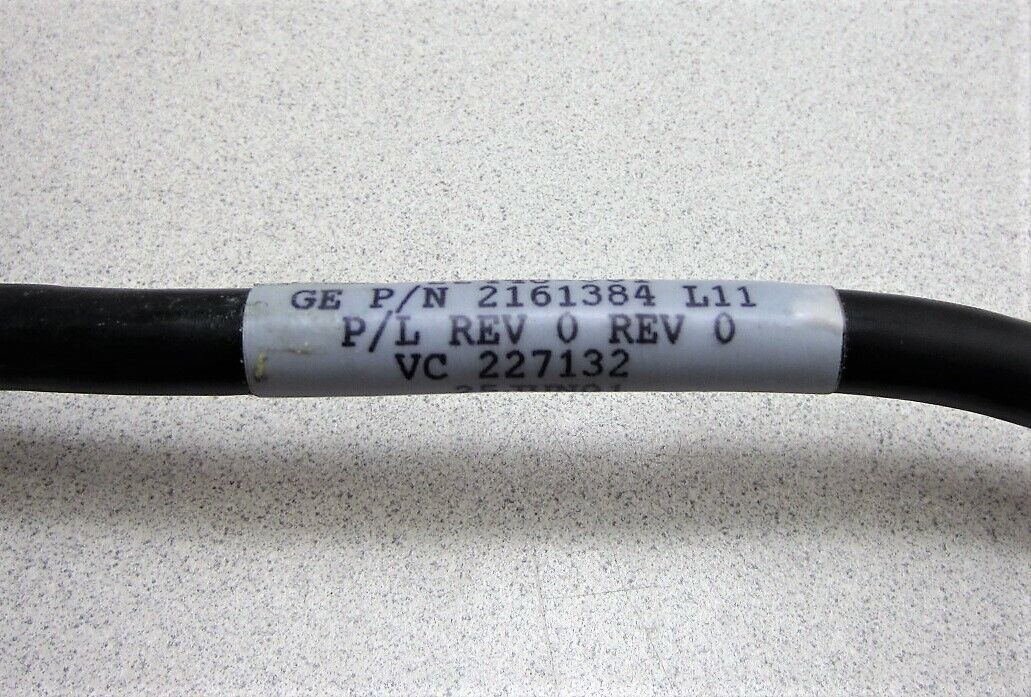 GE P/N 2161384 L11
P/L REV 0 REV 0
VC 227132